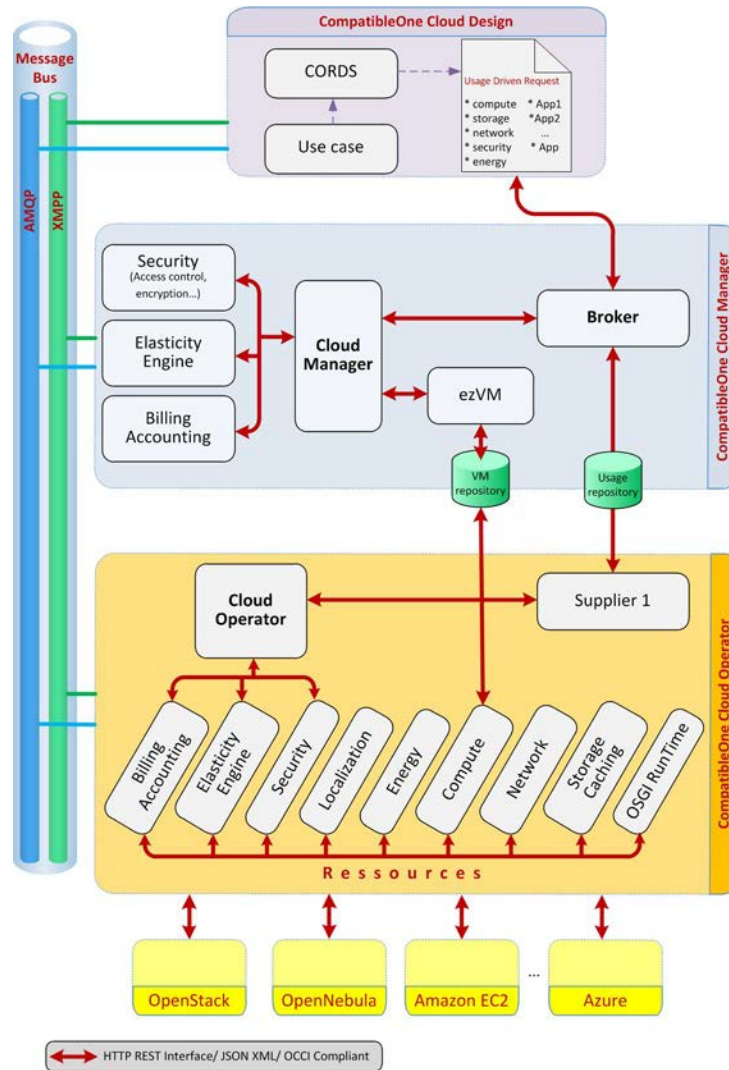 CompatibleOne Cloud Design
Message
Bus
CORDS
Usage Driven Request
* compute
* storage
* network
* security
* energy
* App1
*App2
...
* App
Use case
AMQP
XMPP
CompatibleOne Cloud Manager
Security
(Access control,
encryption...)
Elasticity
Engine
Billing
Accounting
Cloud
Manager
Broker
ezVM
VM
repository
Usage
repository
CompatibleOne Cloud Operator
Cloud
Operator
Supplier 1
Billing
Accounting
Elasticity
Engine
Security
Localization
Energy
Compute
Network
Storage
Caching
OSGI RunTime
Ressources
OpenStack
OpenNebula
Amazon EC2
...
Azure
HTTP REST Interface/ JSON XML/ OCCI Compliant